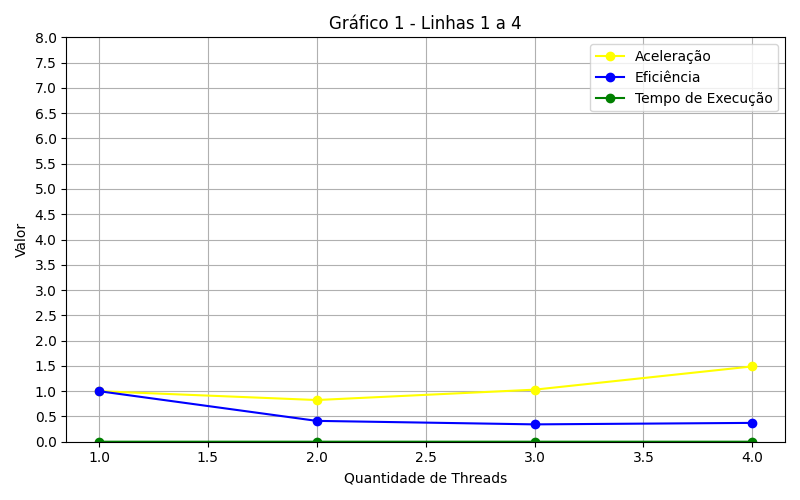 Gráfico 1 - Linhas 1 a 4
Aceleração
Eficiência
Tempo de Execução
Valor
8.0
7.5
7.0
6.5
6.0
5.5
5.0
4.5
4.0
3.5
3.0
2.5
2.0
1.5
1.0
0.5
0.0
1.0 1.5 2.0 2.5 3.0 3.5 4.0
Quantidade de Threads